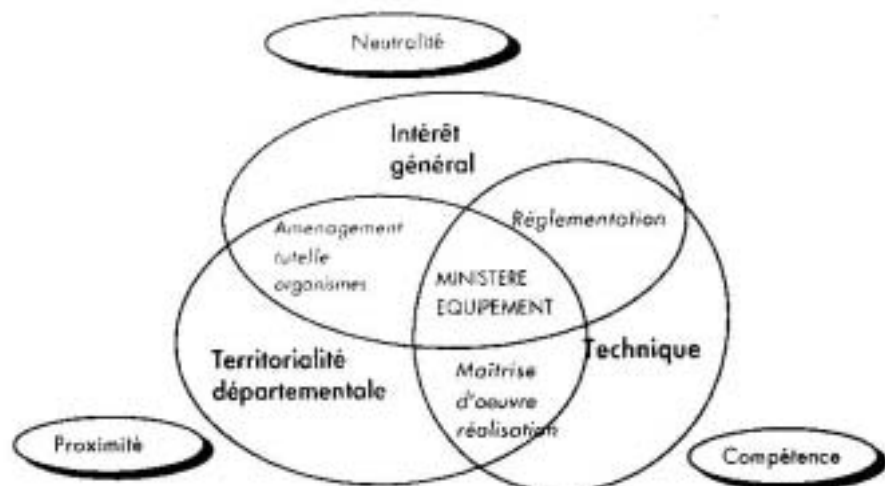 Neutralité
Intérêt
général
Aménagement
tutelle
organismes
Réglementation
MINISTERE
EQUIPEMENT
Territorialité
départementale
Technique
Maîtrise
d'oeuvre
réalisation
Proximité
Compétence